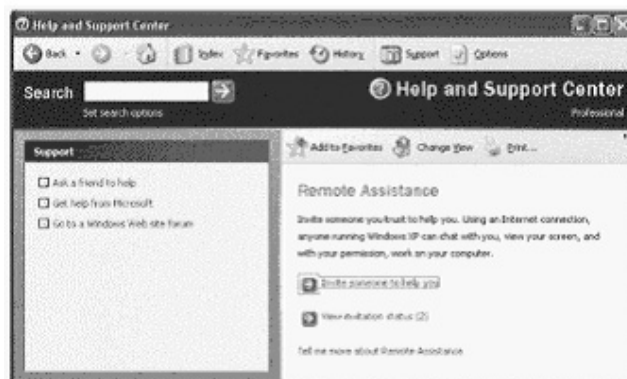 Help and Support Center
Back Index Favorites History Support Options
Search
Set search options
Help and Support Center
Professional
Support
Ask a friend to help
Get help from Microsoft
Go to a Windows Web site forum
Add to Favorites Change View Print...
Remote Assistance
Invite someone you trust to help you. Using an Internet connection,
anyone running Windows XP can chat with you, view your screen, and
with your permission, work on your computer.
Invite someone to help you
View invitation status (2)
Tell me more about Remote Assistance